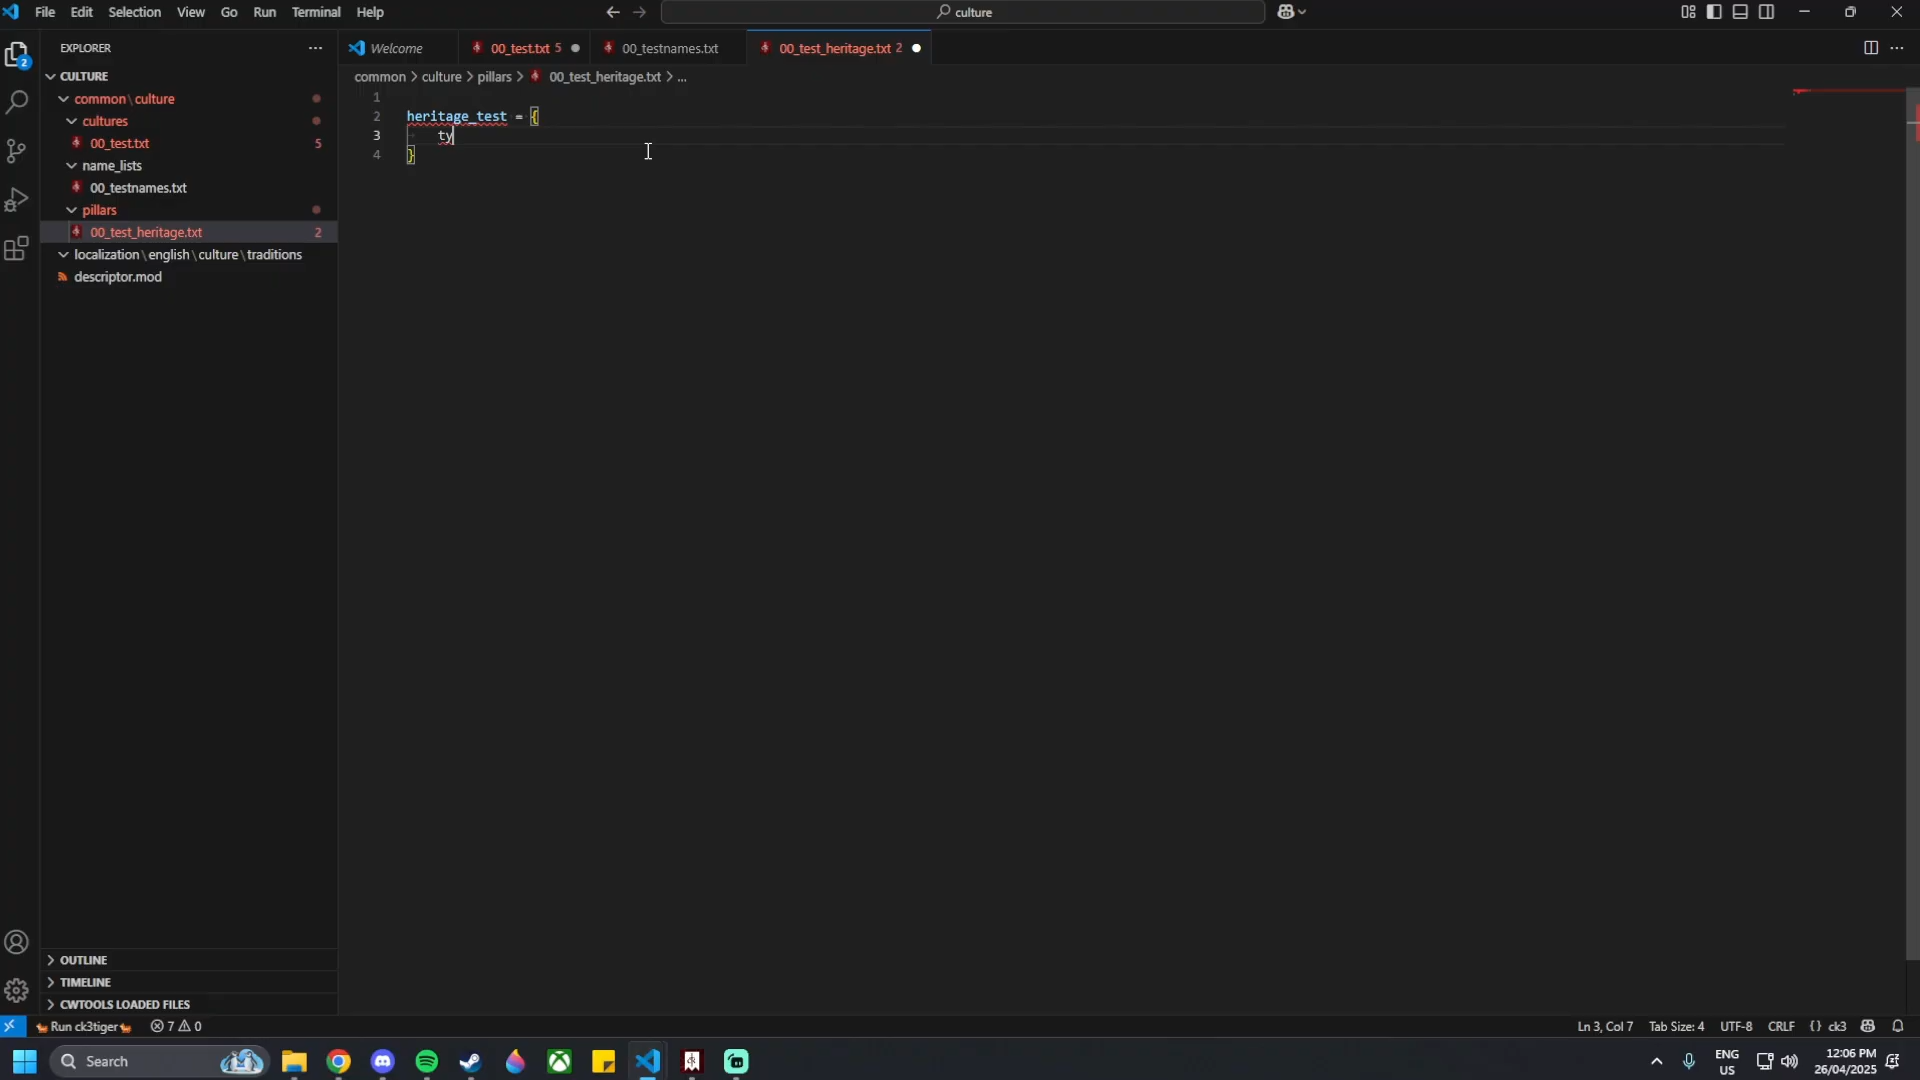 File Edit Selection View Go Run Terminal Help
culture
EXPLORER
Welcome
00_test.txt 5
00_testnames.txt
00_test_heritage.txt 2
CULTURE
common > culture > pillars > 00_test_heritage.txt > ...
common\culture
cultures
00_test.txt 5
name_lists
00_testnames.txt
pillars
00_test_heritage.txt 2
localization\english\culture\traditions
descriptor.mod
1
2 heritage_test = {
3 ty
4 }
OUTLINE
TIMELINE
CWTOOLS LOADED FILES
2
Run ck3tiger 7 0
Ln 3, Col 7 Tab Size: 4 UTF-8 CRLF {} ck3
Search
ENG
US
12:06 PM
26/04/2025